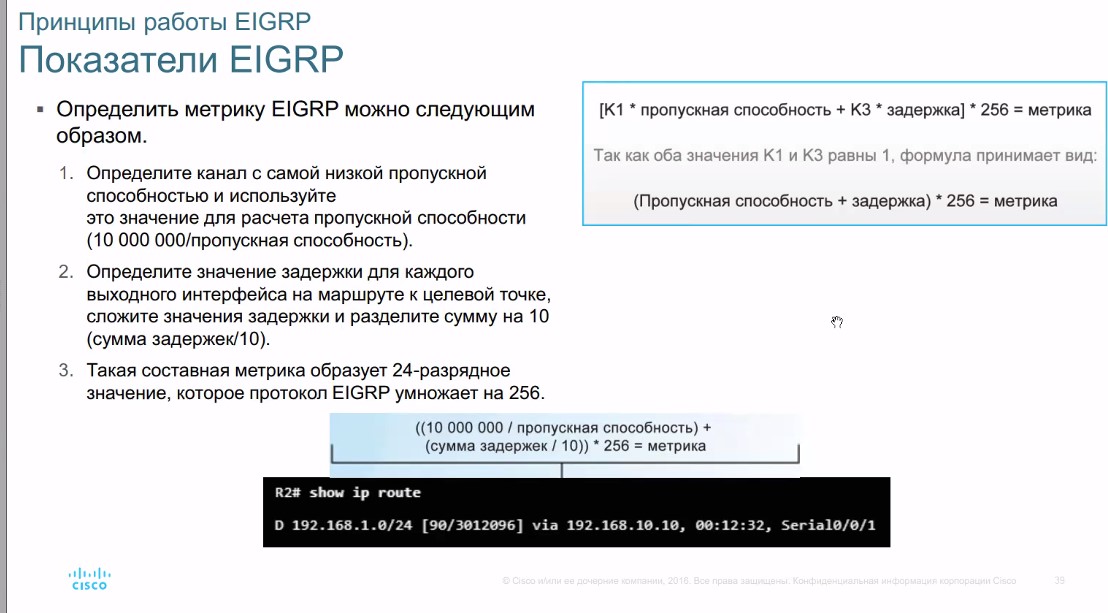 Принципы работы EIGRP
Показатели EIGRP
▪ Определить метрику EIGRP можно следующим
образом.
1. Определите канал с самой низкой пропускной
способностью и используйте
это значение для расчета пропускной способности
(10 000 000/пропускная способность).
2. Определите значение задержки для каждого
выходного интерфейса на маршруте к целевой точке,
сложите значения задержки и разделите сумму на 10
(сумма задержек/10).
3. Такая составная метрика образует 24-разрядное
значение, которое протокол EIGRP умножает на 256.
[K1 * пропускная способность + K3 * задержка] * 256 = метрика
Так как оба значения K1 и K3 равны 1, формула принимает вид:
(Пропускная способность + задержка) * 256 = метрика
((10 000 000 / пропускная способность) +
(сумма задержек / 10)) * 256 = метрика
R2# show ip route
D 192.168.1.0/24 [90/3012096] via 192.168.10.10, 00:12:32, Serial0/0/1
CISCO
© Cisco и/или ее дочерние компании, 2016. Все права защищены. Конфиденциальная информация корпорации Cisco
39